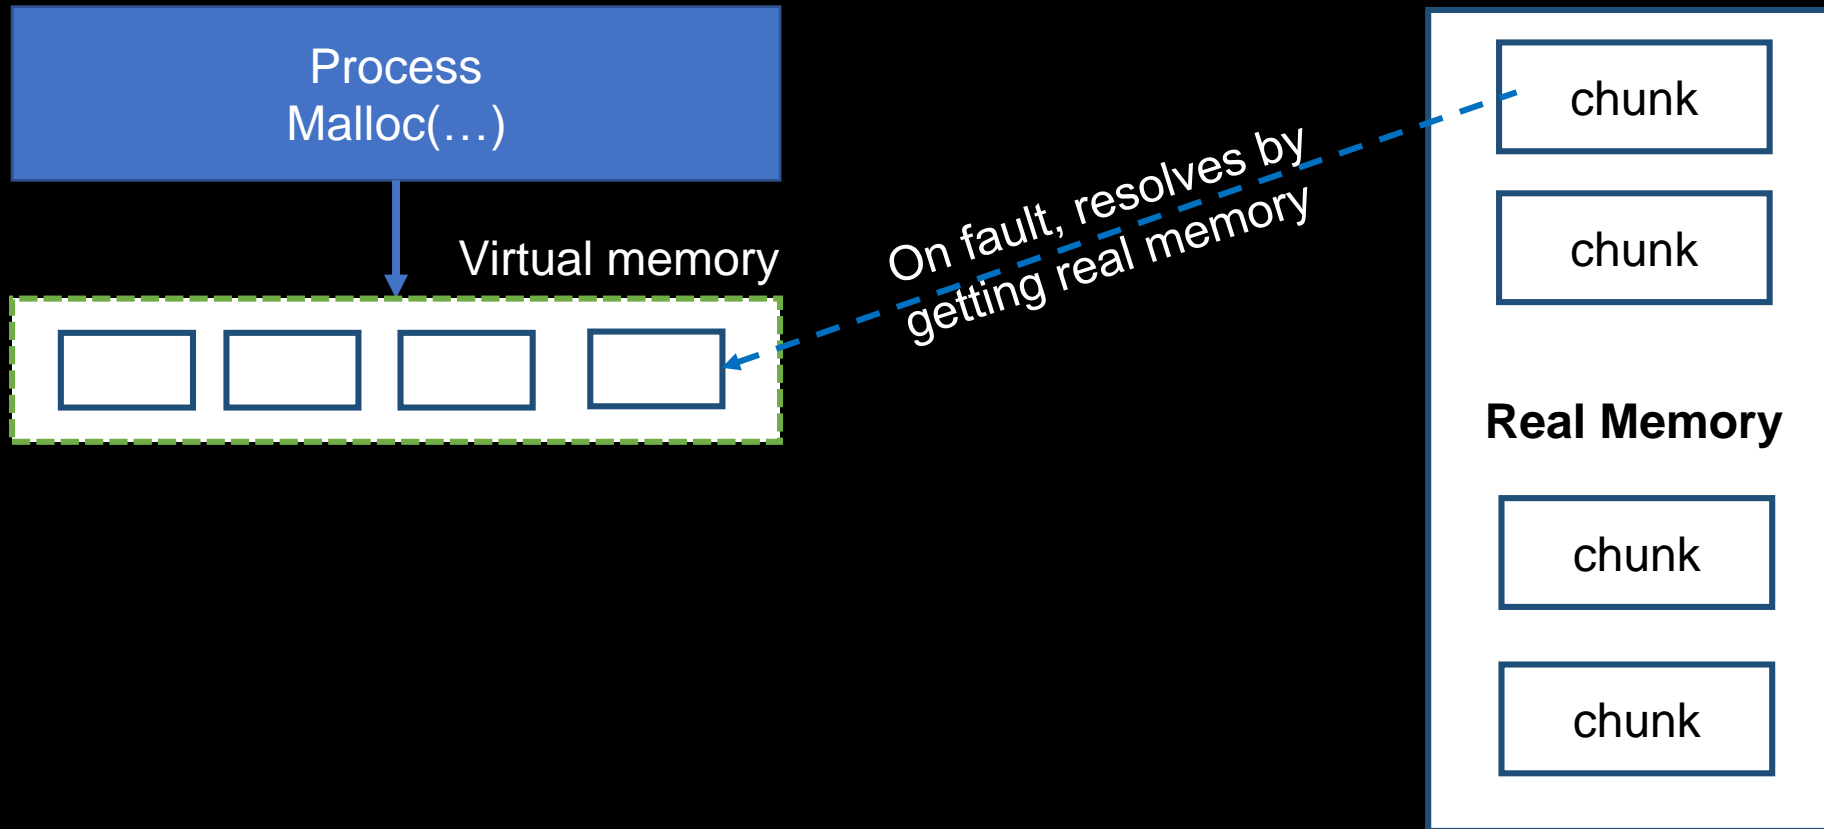 Process
Malloc(…)
Virtual memory
On fault, resolves by
getting real memory
chunk
chunk
Real Memory
chunk
chunk